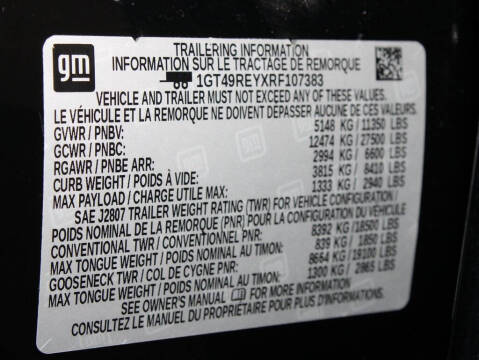 gm
TRAILERING INFORMATION
INFORMATION SUR LE TRACTAGE DE REMORQUE
1GT49REYXRF107383
VEHICLE AND TRAILER MUST NOT EXCEED ANY OF THESE VALUES.
LE VÉHICULE ET LA REMORQUE NE DOIVENT DÉPASSER AUCUNE DE CES VALEURS.
GVWR / PNBV: 5148 KG / 11350 LBS
GCWR / PNBC: 12474 KG / 27500 LBS
RGAWR / PNBE ARR: 2994 KG / 6600 LBS
CURB WEIGHT / POIDS À VIDE: 3815 KG / 8410 LBS
MAX PAYLOAD / CHARGE UTILE MAX: 1333 KG / 2940 LBS
SAE J2807 TRAILER WEIGHT RATING (TWR) FOR VEHICLE CONFIGURATION /
POIDS NOMINAL DE LA REMORQUE (PNR) POUR LA CONFIGURATION DU VÉHICULE
CONVENTIONAL TWR / CONVENTIONNEL PNR: 8392 KG / 18500 LBS
MAX TONGUE WEIGHT / POIDS NOMINAL AU TIMON: 839 KG / 1850 LBS
GOOSENECK TWR / COL DE CYGNE PNR: 8664 KG / 19100 LBS
MAX TONGUE WEIGHT / POIDS NOMINAL AU TIMON: 1300 KG / 2865 LBS
SEE OWNER'S MANUAL FOR MORE INFORMATION
CONSULTEZ LE MANUEL DU PROPRIÉTAIRE POUR PLUS D'INFORMATION